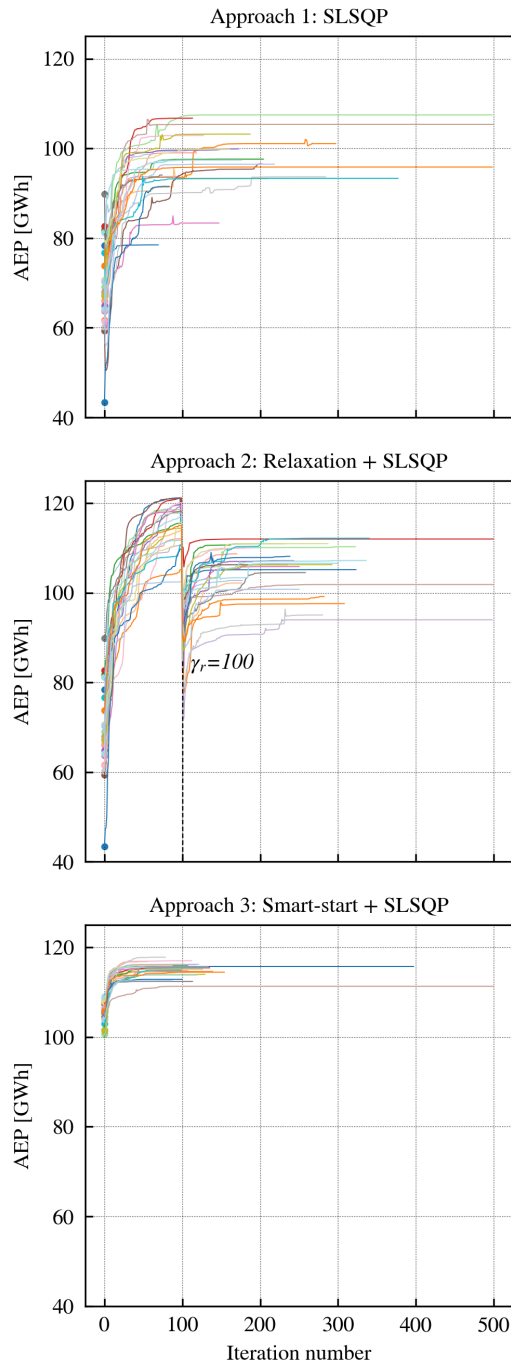 Approach 1: SLSQP
120
100
80
60
40
AEP [GWh]
Approach 2: Relaxation + SLSQP
120
100
80
60
40
AEP [GWh]
γr=100
Approach 3: Smart-start + SLSQP
120
100
80
60
40
AEP [GWh]
0 100 200 300 400 500
Iteration number